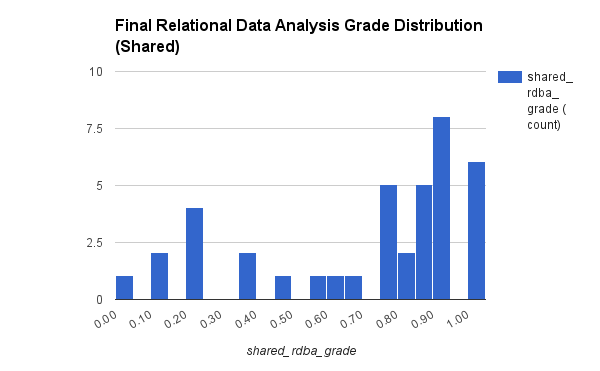 Final Relational Data Analysis Grade Distribution
(Shared)
10
7.5
5
2.5
0
shared_
rdba_
grade (
count)
0.00 0.10 0.20 0.30 0.40 0.50 0.60 0.70 0.80 0.90 1.00
shared_rdba_grade